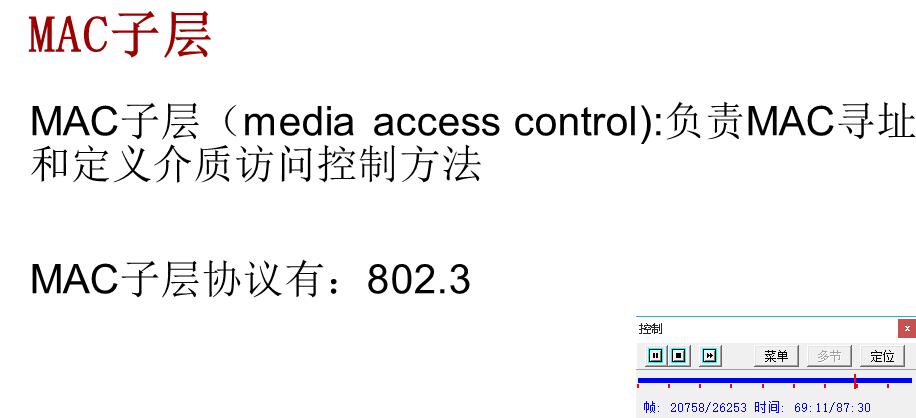 MAC子层
MAC子层（media access control):负责MAC寻址
和定义介质访问控制方法
MAC子层协议有：802.3
控制
x
菜单 多节 定位
帧: 20758/26253 时间: 69:11/87:30